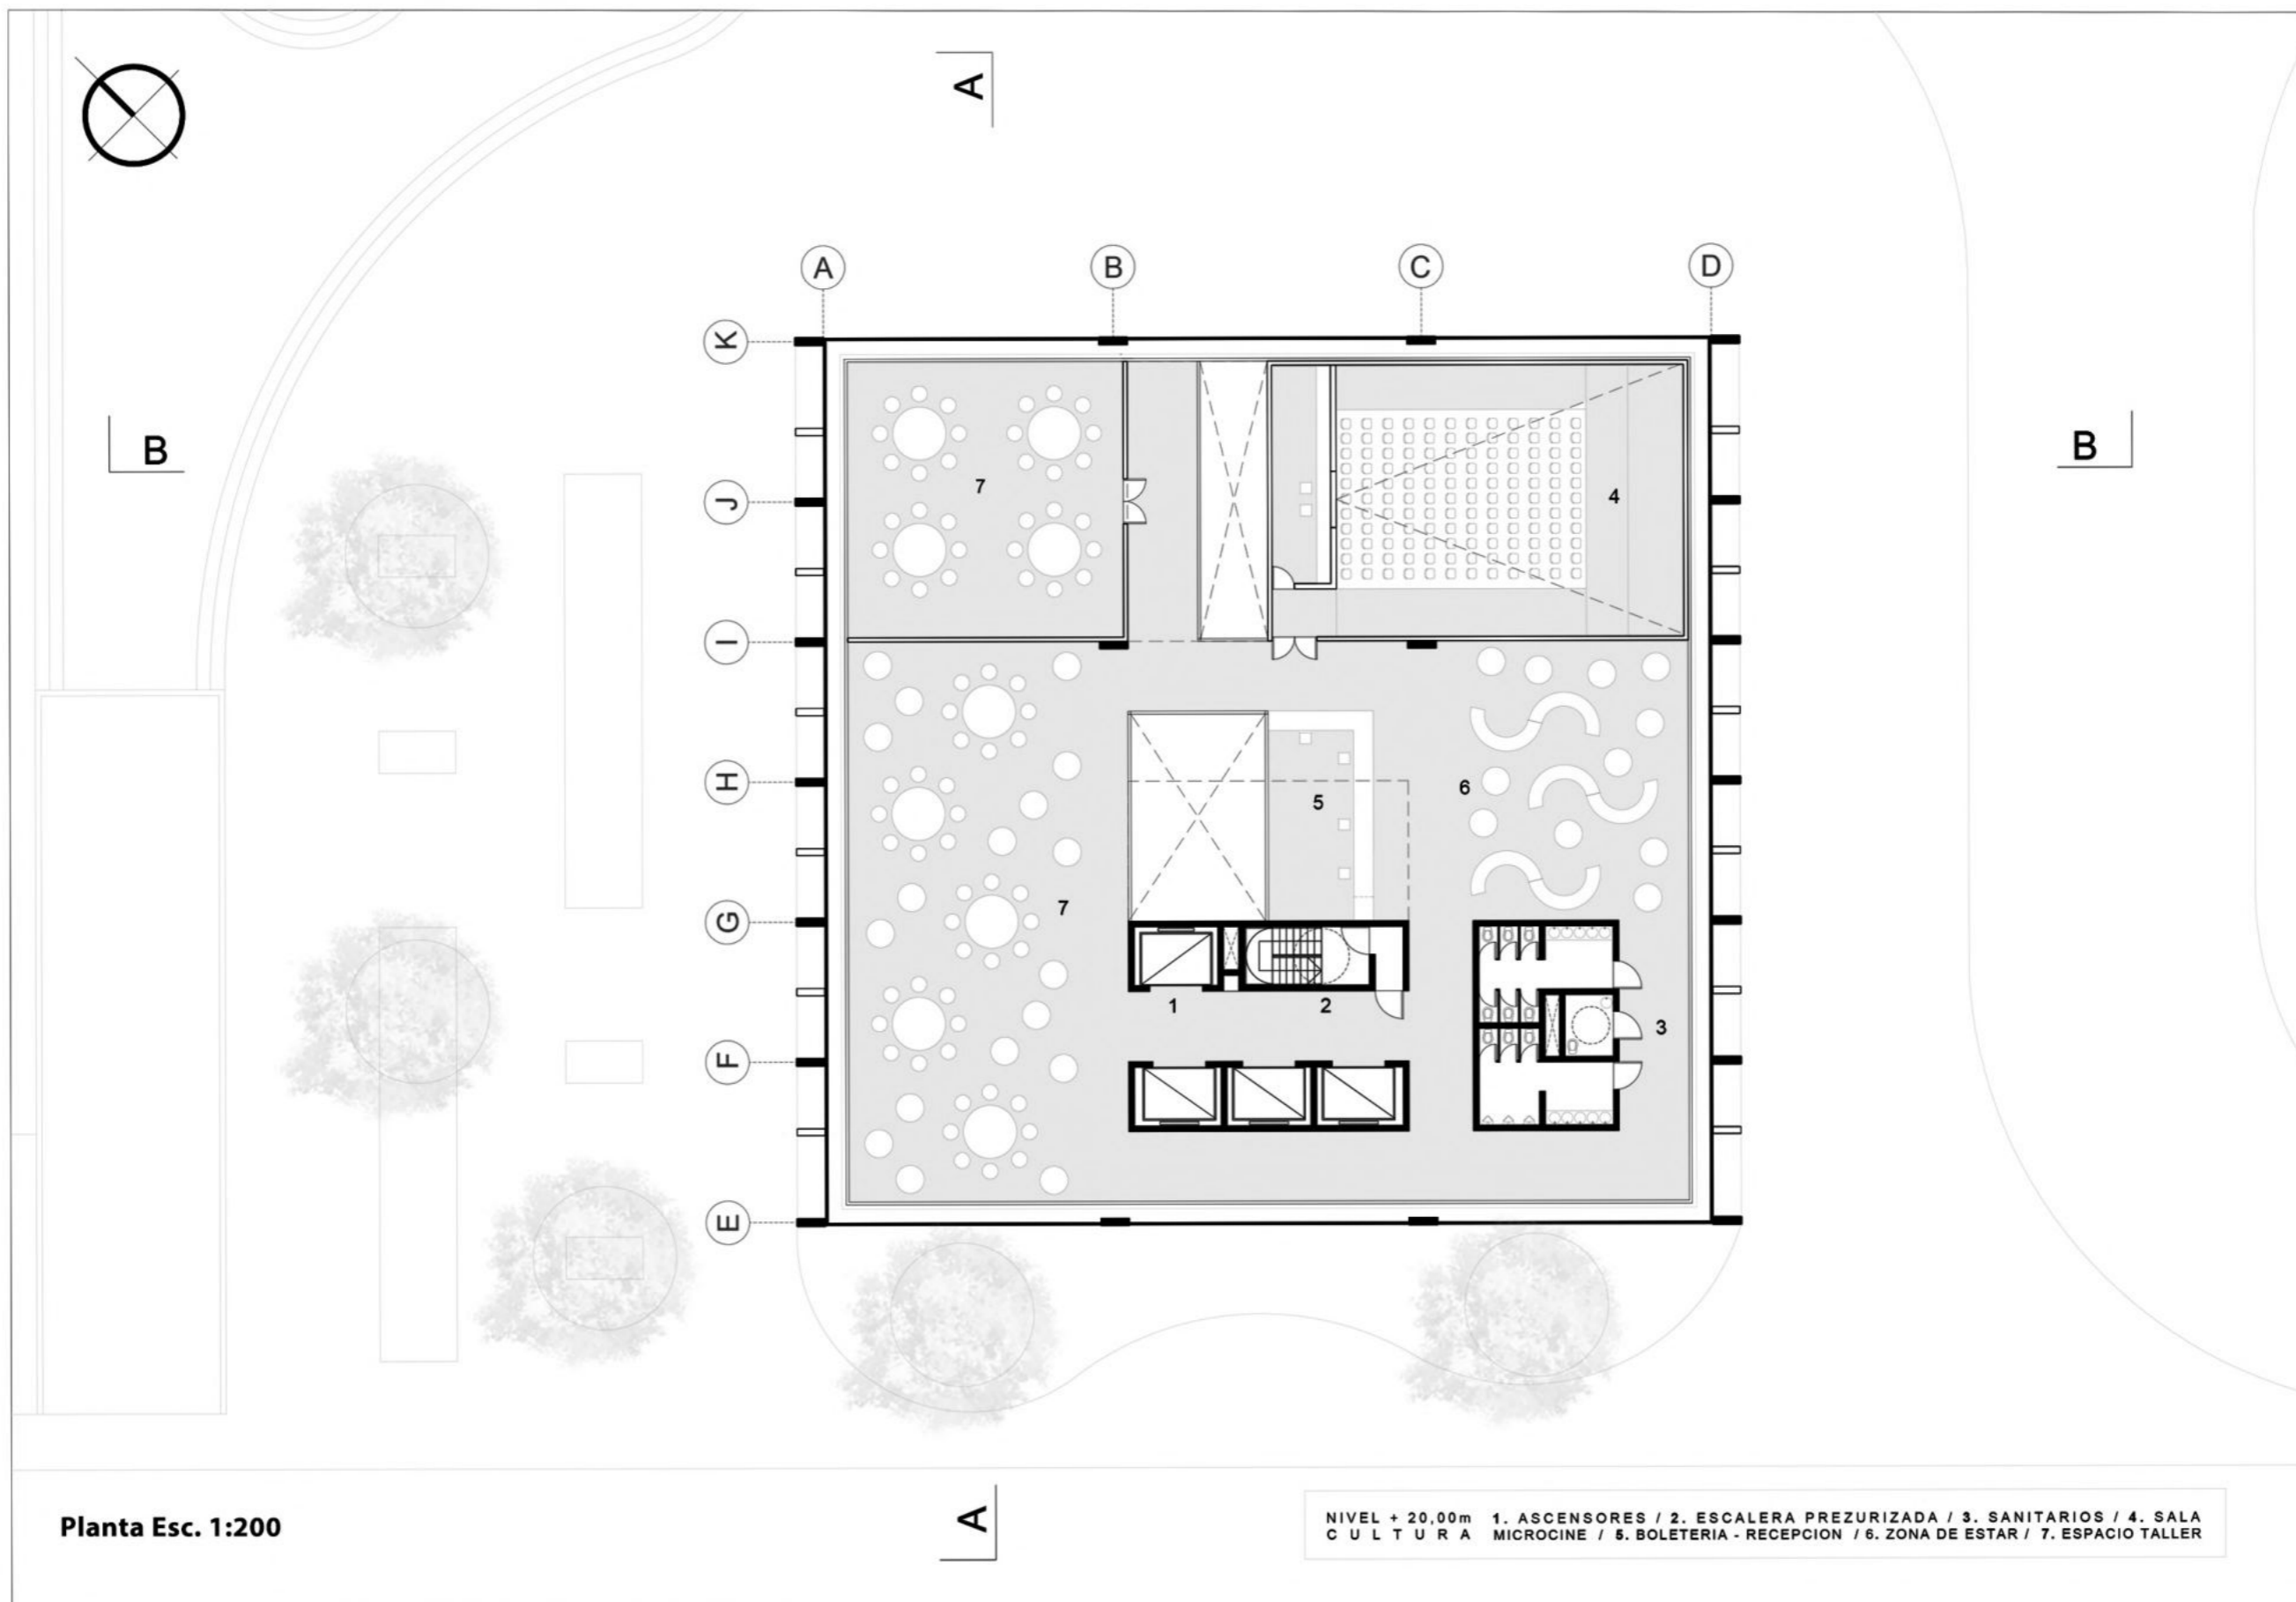 A
A
B
C
D
K
B
B
J
7
4
I
H
6
5
G
7
1
2
3
F
E
A
Planta Esc. 1:200
NIVEL + 20,00m 1. ASCENSORES / 2. ESCALERA PREZURIZADA / 3. SANITARIOS / 4. SALA
CULTURA MICROCINE / 5. BOLETERIA - RECEPCION / 6. ZONA DE ESTAR / 7. ESPACIO TALLER